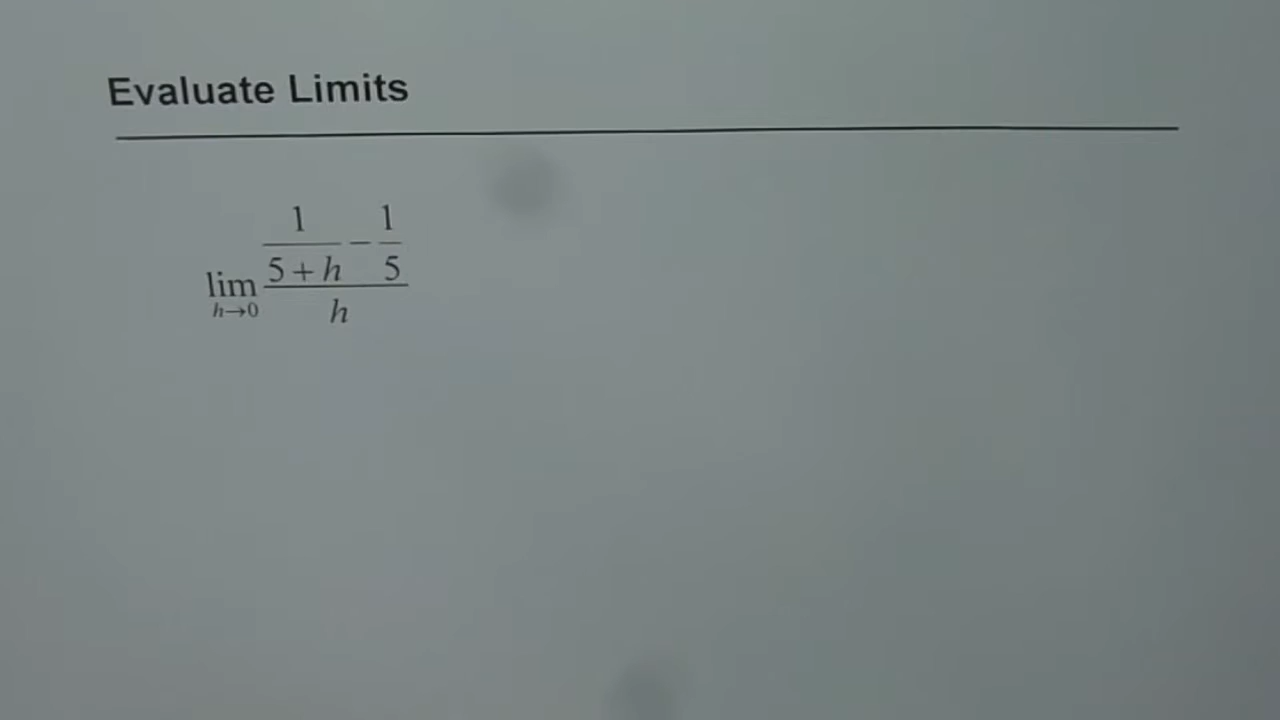 Evaluate Limits
lim h→0 (1/(5+h) − 1/5)/h